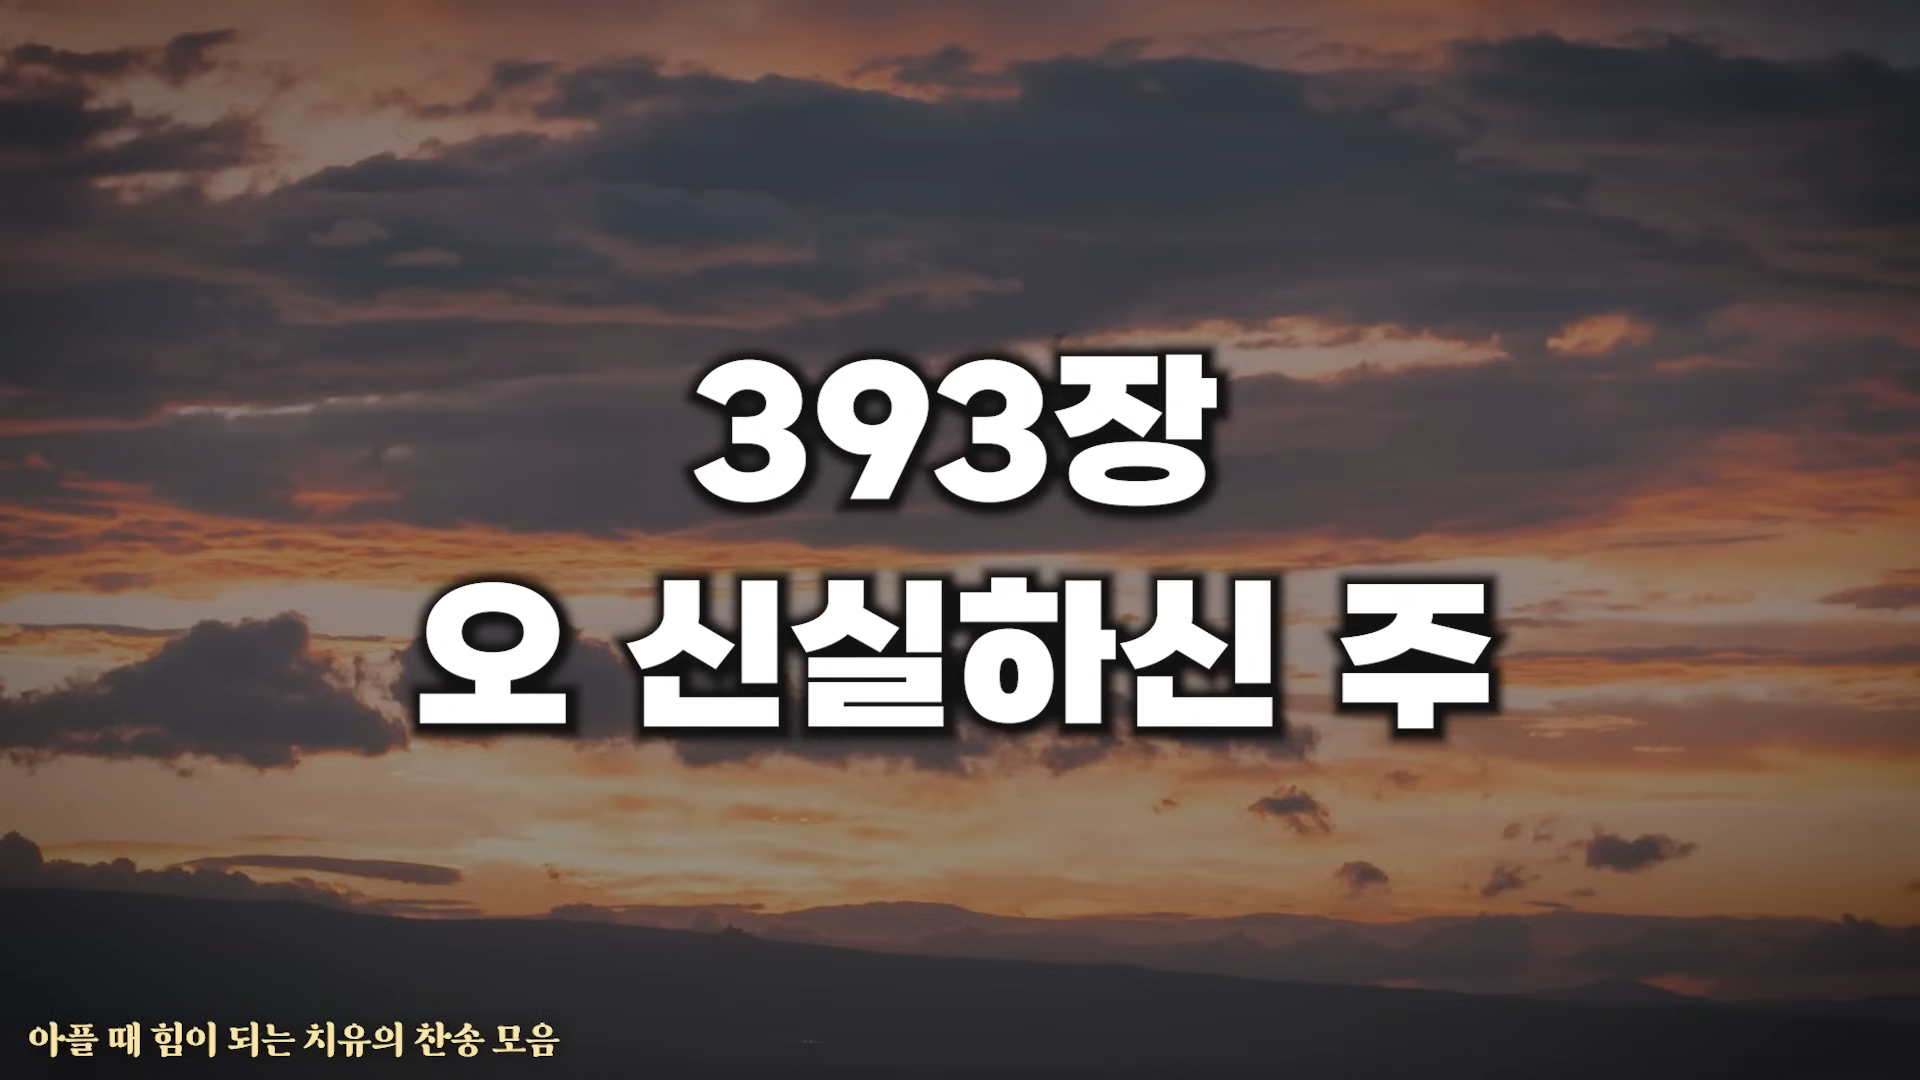 393장
오 신실하신 주
아플 때 힘이 되는 치유의 찬송 모음